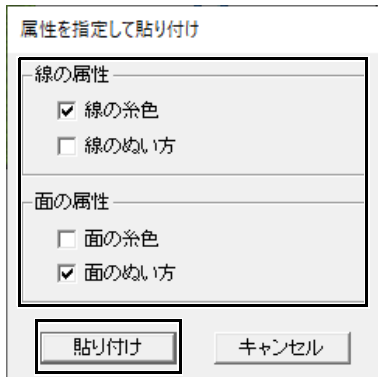 属性を指定して貼り付け
線の属性
線の糸色
線のぬい方
面の属性
面の糸色
面のぬい方
貼り付け
キャンセル